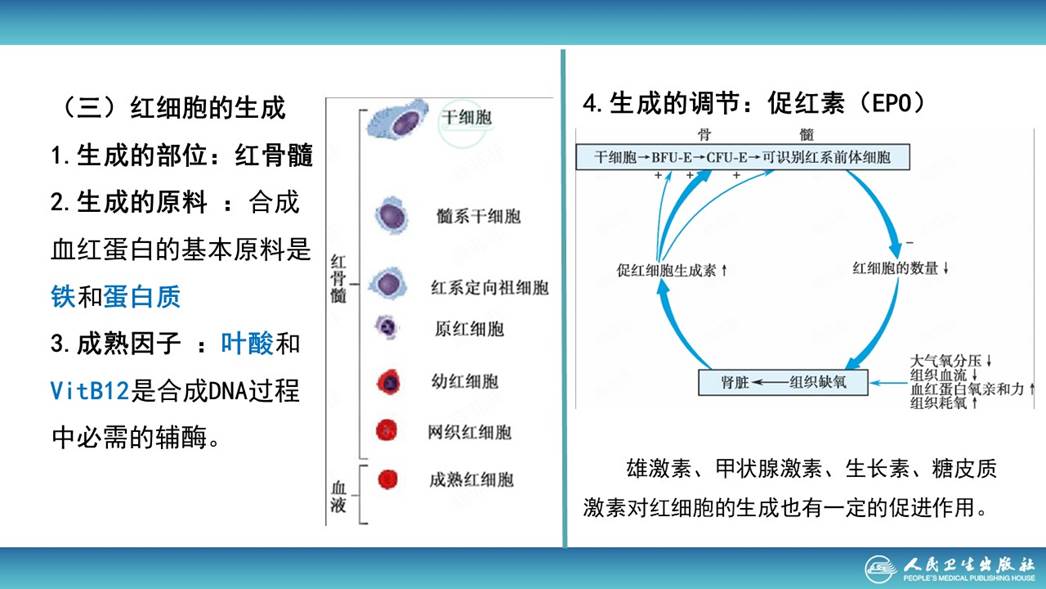 （三）红细胞的生成
1.生成的部位：红骨髓
2.生成的原料 ：合成
血红蛋白的基本原料是
铁和蛋白质
3.成熟因子 ：叶酸和
VitB12是合成DNA过程
中必需的辅酶。
红骨髓
血液
干细胞
髓系干细胞
红系定向祖细胞
原红细胞
幼红细胞
网织红细胞
成熟红细胞
4.生成的调节：促红素（EPO）
骨 髓
干细胞→BFU-E→CFU-E→可识别红系前体细胞
+ + +
−
促红细胞生成素↑
红细胞的数量↓
肾脏←组织缺氧
大气氧分压↓
组织血流↓
血红蛋白氧亲和力↑
组织耗氧↑
雄激素、甲状腺激素、生长素、糖皮质
激素对红细胞的生成也有一定的促进作用。
人民卫生出版社
PEOPLE'S MEDICAL PUBLISHING HOUSE